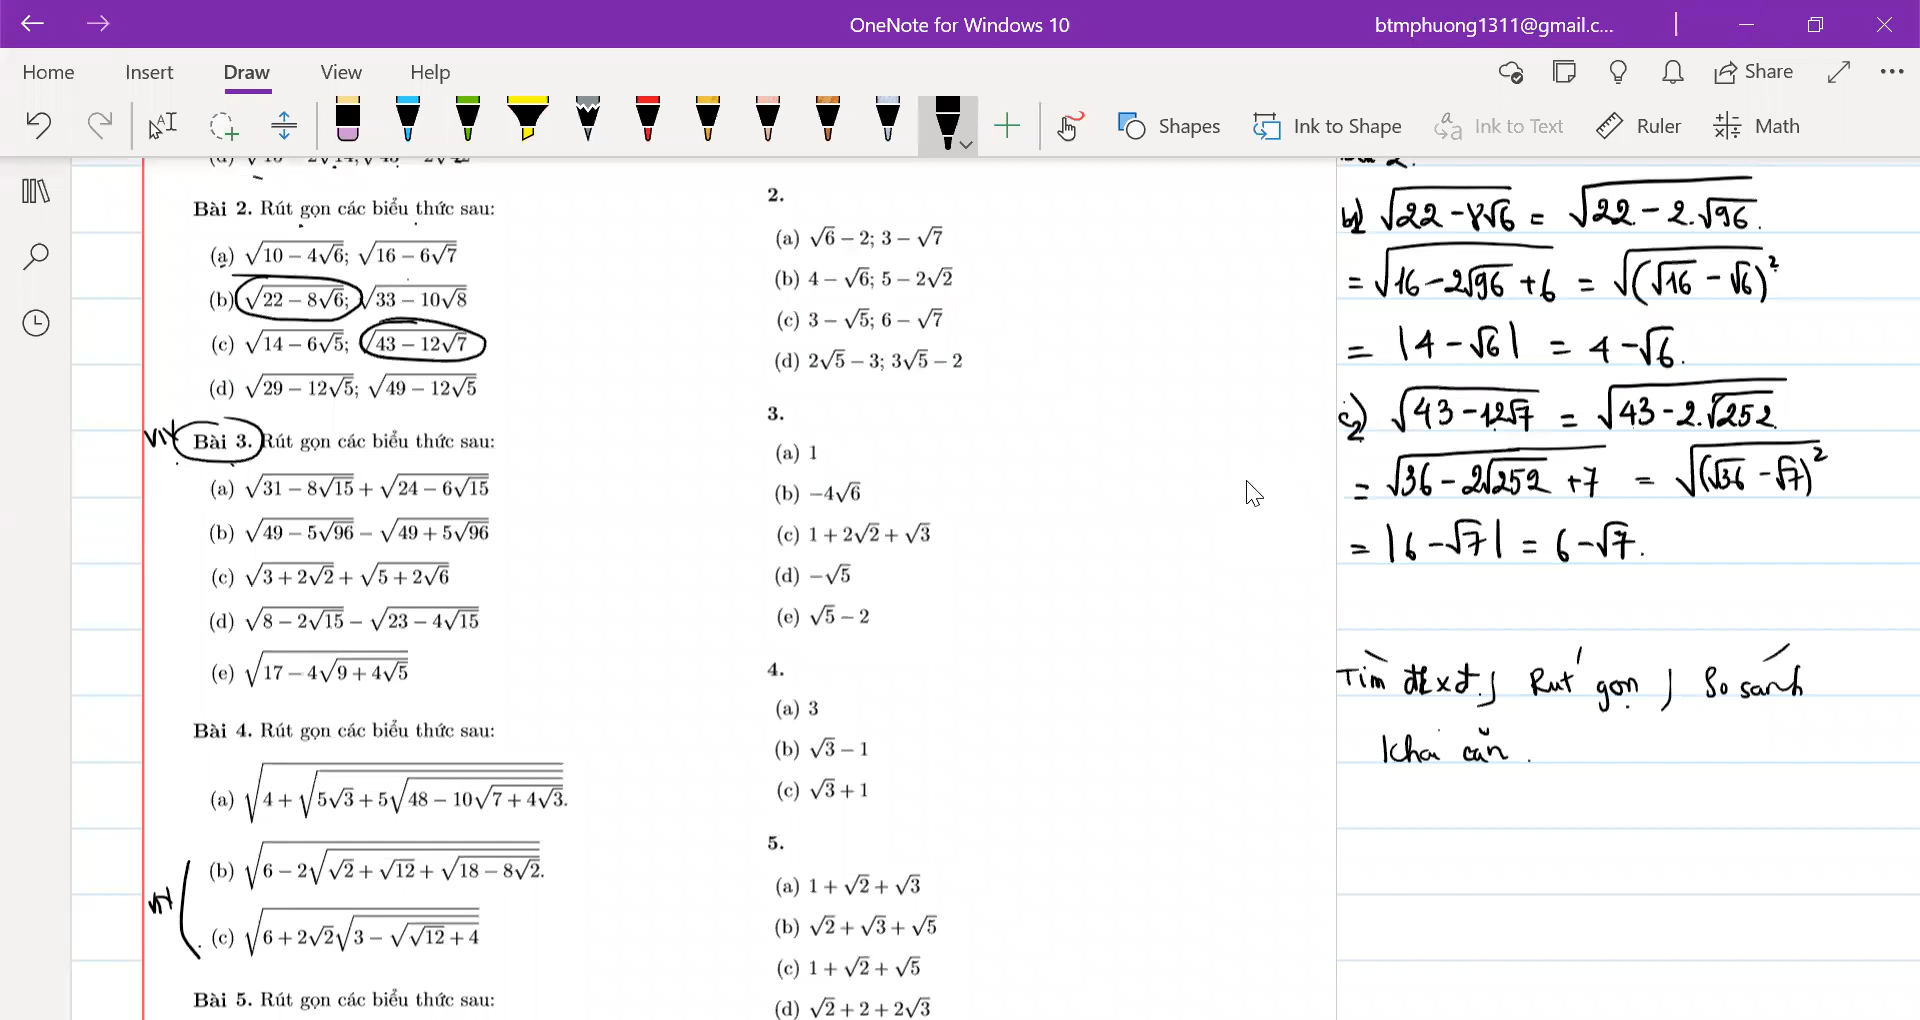 OneNote for Windows 10
btmphuong1311@gmail.c...
Home Insert Draw View Help
Share
Shapes Ink to Shape Ink to Text Ruler Math
Bài 2. Rút gọn các biểu thức sau:
(a) √(10 − 4√6); √(16 − 6√7)
(b) √(22 − 8√6); √(33 − 10√8)
(c) √(14 − 6√5); √(43 − 12√7)
(d) √(29 − 12√5); √(49 − 12√5)
Bài 3. Rút gọn các biểu thức sau:
(a) √(31 − 8√15) + √(24 − 6√15)
(b) √(49 − 5√96) − √(49 + 5√96)
(c) √(3 + 2√2) + √(5 + 2√6)
(d) √(8 − 2√15) − √(23 − 4√15)
(e) √(17 − 4√(9 + 4√5))
Bài 4. Rút gọn các biểu thức sau:
(a) √(4 + √(5√3 + 5√(48 − 10√(7 + 4√3)))).
(b) √(6 − 2√(√2 + √12 + √(18 − 8√2))).
(c) √(6 + 2√2√(3 − √(√12 + 4)))
Bài 5. Rút gọn các biểu thức sau:
2.
(a) √6 − 2; 3 − √7
(b) 4 − √6; 5 − 2√2
(c) 3 − √5; 6 − √7
(d) 2√5 − 3; 3√5 − 2
3.
(a) 1
(b) −4√6
(c) 1 + 2√2 + √3
(d) −√5
(e) √5 − 2
4.
(a) 3
(b) √3 − 1
(c) √3 + 1
5.
(a) 1 + √2 + √3
(b) √2 + √3 + √5
(c) 1 + √2 + √5
(d) √2 + 2 + 2√3
b1) √(22 − 8√6) = √(22 − 2.√96).
= √(16 − 2√96 + 6) = √(√16 − √6)²
= |4 − √6| = 4 − √6.
c2) √(43 − 12√7) = √(43 − 2.√252)
= √(36 − 2√252 + 7) = √(√36 − √7)²
= |6 − √7| = 6 − √7.
Tìm đkxđ; Rút gọn; So sánh
Khai căn.